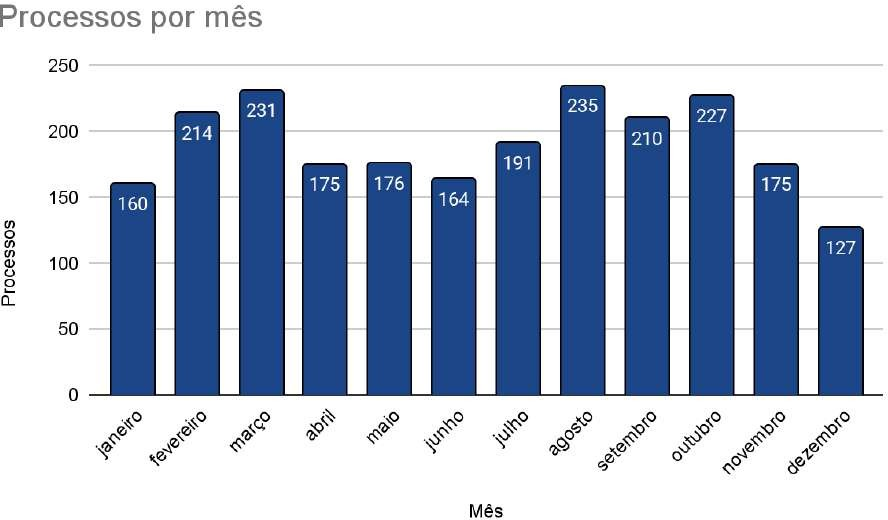 Processos por mês
250
200
150
100
50
0
Processos
160
214
231
175
176
164
191
235
210
227
175
127
janeiro
fevereiro
março
abril
maio
junho
julho
agosto
setembro
outubro
novembro
dezembro
Mês